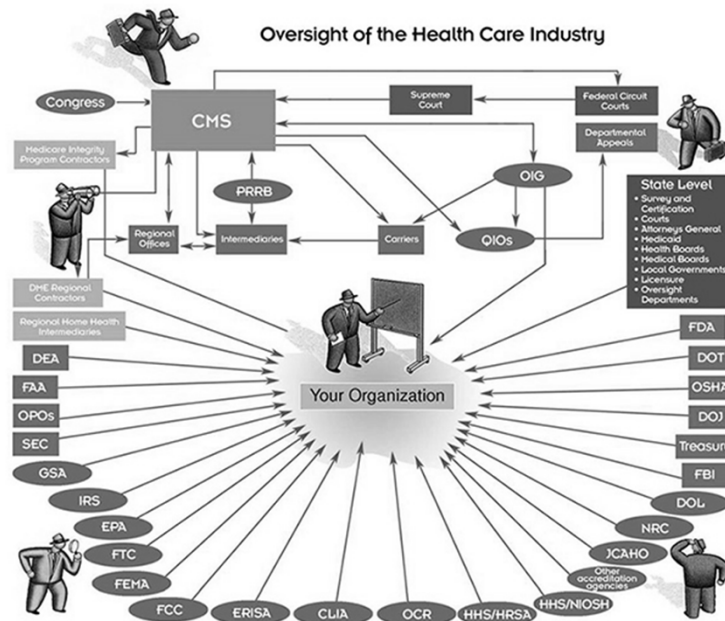 Oversight of the Health Care Industry
Congress
CMS
Supreme
Court
Federal Circuit
Courts
Departmental
Appeals
Medicare Integrity
Program Contractors
PRRB
OIG
Regional
Offices
Intermediaries
Carriers
QIOs
State Level
• Survey and
Certification
• Courts
• Attorneys General
• Medicaid
• Health Boards
• Medical Boards
• Local Governments
• Licensure
• Oversight
Departments
DME Regional
Contractors
Regional Home Health
Intermediaries
Your Organization
DEA
FAA
OPOs
SEC
GSA
IRS
EPA
FTC
FEMA
FCC
ERISA
CLIA
OCR
HHS/HRSA
HHS/NIOSH
Other
accreditation
agencies
JCAHO
NRC
DOL
FBI
Treasury
DOJ
OSHA
DOT
FDA